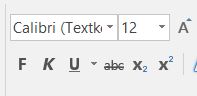 Calibri (Textk 12 A
F K U abc X₂ X²